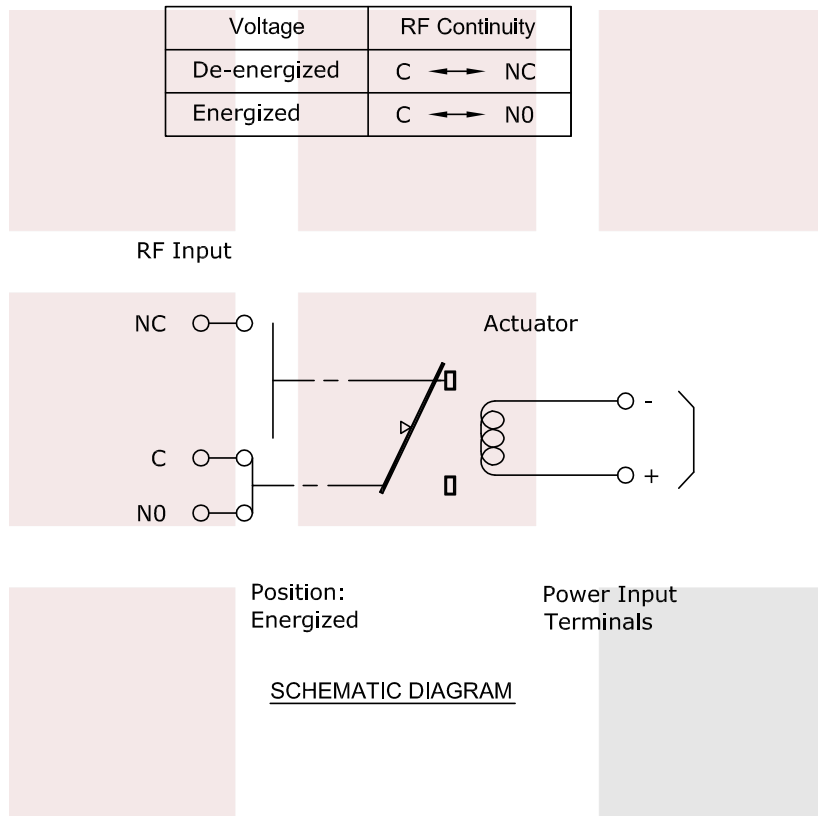 Voltage RF Continuity
De-energized C ↔ NC
Energized C ↔ N0
RF Input
NC
Actuator
-
C
+
N0
Position:
Energized
Power Input
Terminals
SCHEMATIC DIAGRAM